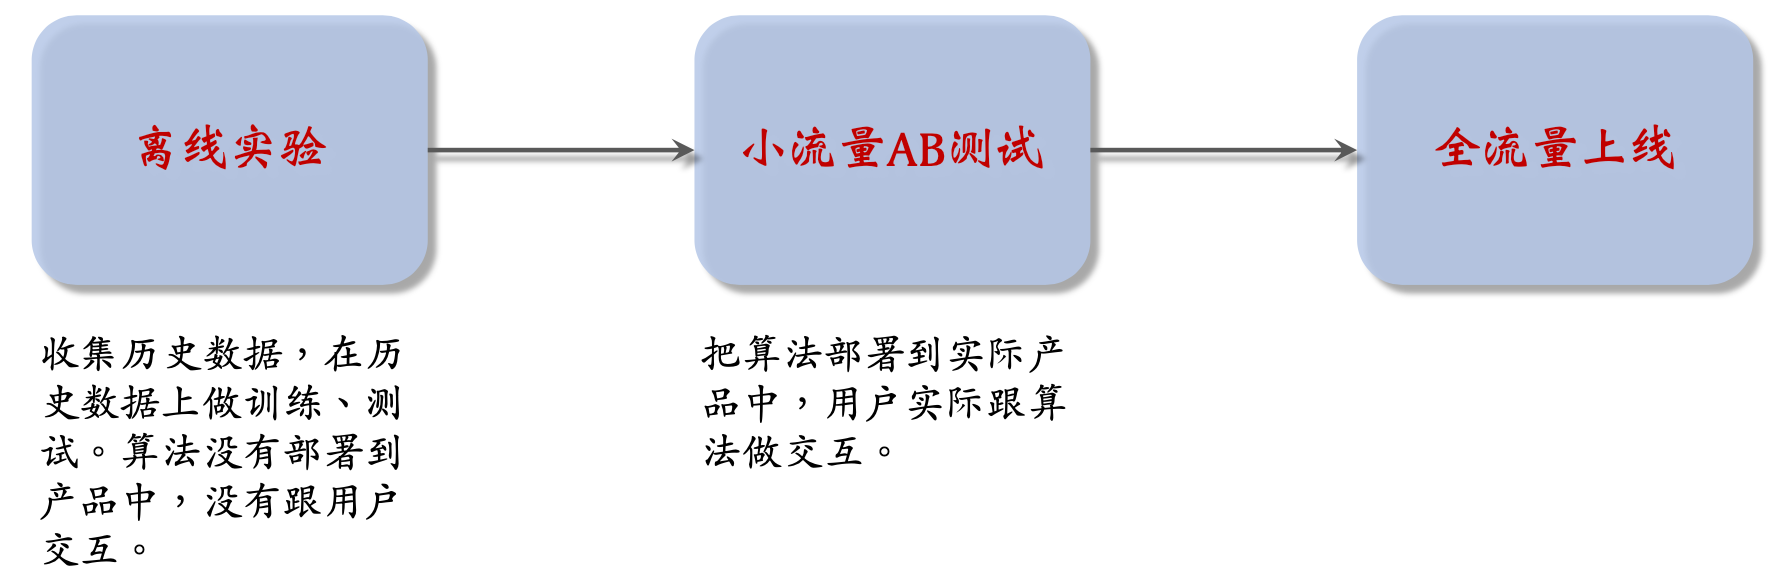 离线实验
小流量AB测试
全流量上线
收集历史数据，在历
史数据上做训练、测
试。算法没有部署到
产品中，没有跟用户
交互。
把算法部署到实际产
品中，用户实际跟算
法做交互。